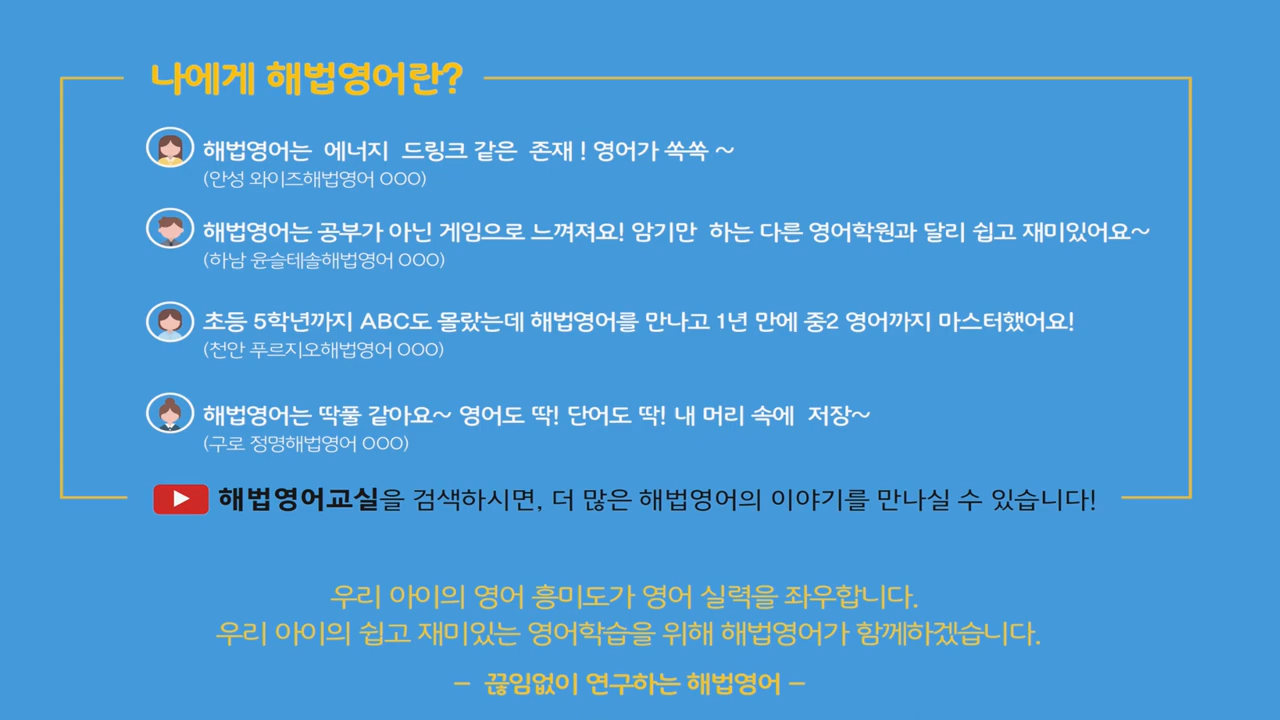 나에게 해법영어란?
해법영어는 에너지 드링크 같은 존재 ! 영어가 쏙쏙 ~
(안성 와이즈해법영어 OOO)
해법영어는 공부가 아닌 게임으로 느껴져요! 암기만 하는 다른 영어학원과 달리 쉽고 재미있어요~
(하남 윤슬테솔해법영어 OOO)
초등 5학년까지 ABC도 몰랐는데 해법영어를 만나고 1년 만에 중2 영어까지 마스터했어요!
(천안 푸르지오해법영어 OOO)
해법영어는 딱풀 같아요~ 영어도 딱! 단어도 딱! 내 머리 속에 저장~
(구로 정명해법영어 OOO)
해법영어교실을 검색하시면, 더 많은 해법영어의 이야기를 만나실 수 있습니다!
우리 아이의 영어 흥미도가 영어 실력을 좌우합니다.
우리 아이의 쉽고 재미있는 영어학습을 위해 해법영어가 함께하겠습니다.
– 끊임없이 연구하는 해법영어 –